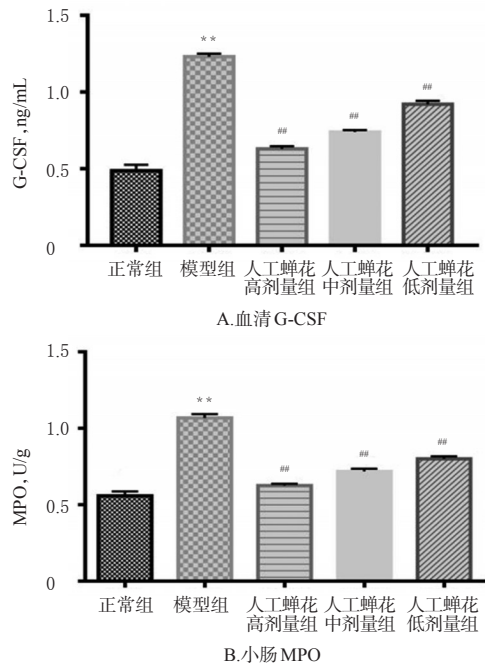 1.5
**
1.0
##
##
##
0.5
0
G-CSF, ng/mL
正常组
模型组
人工蝉花
高剂量组
人工蝉花
中剂量组
人工蝉花
低剂量组
A.血清G-CSF
1.5
**
1.0
##
##
##
0.5
0
MPO, U/g
正常组
模型组
人工蝉花
高剂量组
人工蝉花
中剂量组
人工蝉花
低剂量组
B.小肠MPO